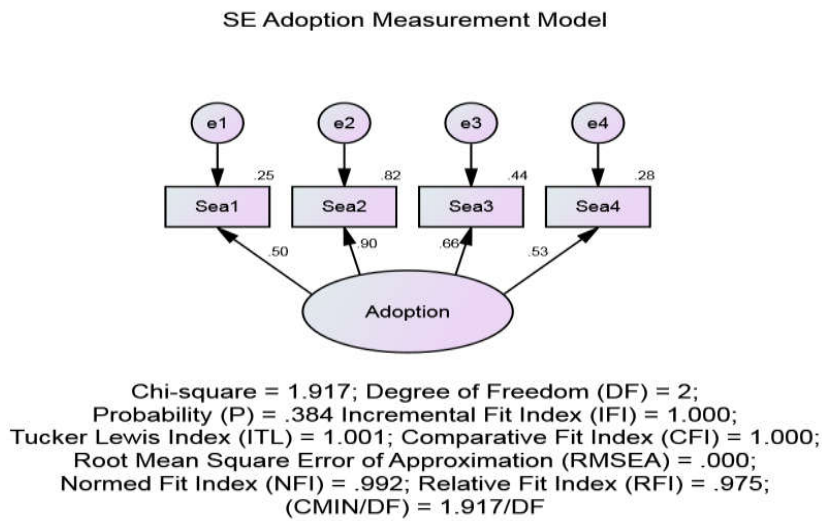 SE Adoption Measurement Model
e1 e2 e3 e4
.25 .82 .44 .28
Sea1 Sea2 Sea3 Sea4
.50 .90 .66 .53
Adoption
Chi-square = 1.917; Degree of Freedom (DF) = 2;
Probability (P) = .384 Incremental Fit Index (IFI) = 1.000;
Tucker Lewis Index (ITL) = 1.001; Comparative Fit Index (CFI) = 1.000;
Root Mean Square Error of Approximation (RMSEA) = .000;
Normed Fit Index (NFI) = .992; Relative Fit Index (RFI) = .975;
(CMIN/DF) = 1.917/DF